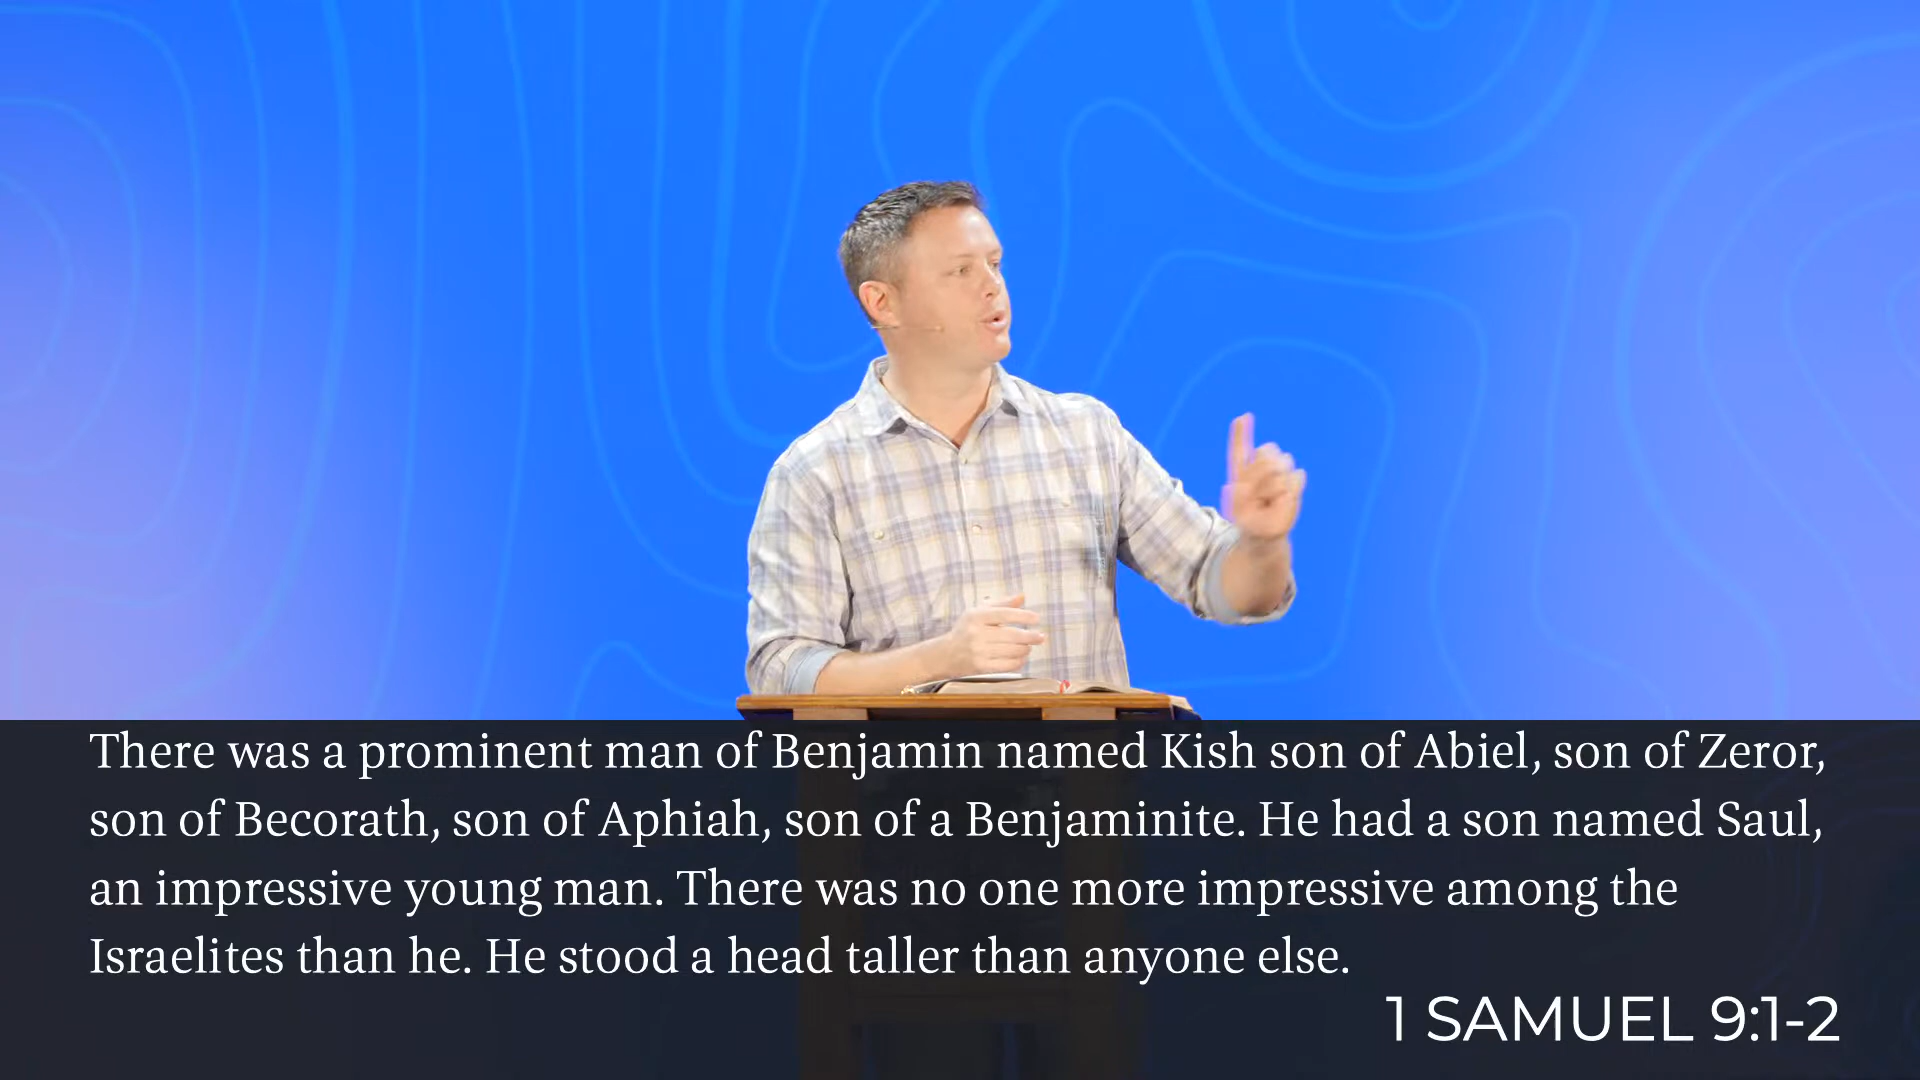 There was a prominent man of Benjamin named Kish son of Abiel, son of Zeror,
son of Becorath, son of Aphiah, son of a Benjaminite. He had a son named Saul,
an impressive young man. There was no one more impressive among the
Israelites than he. He stood a head taller than anyone else.
1 SAMUEL 9:1-2